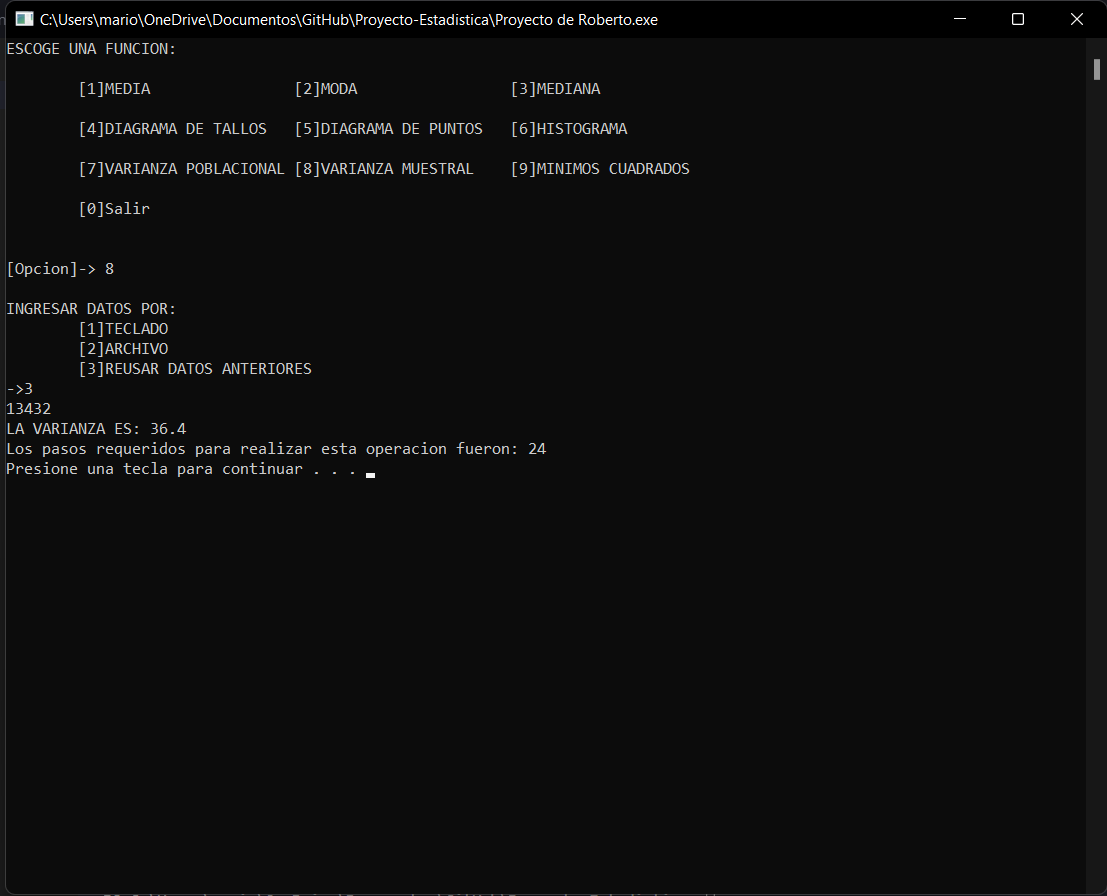 C:\Users\mario\OneDrive\Documentos\GitHub\Proyecto-Estadistica\Proyecto de Roberto.exe
ESCOGE UNA FUNCION:
[1]MEDIA [2]MODA [3]MEDIANA
[4]DIAGRAMA DE TALLOS [5]DIAGRAMA DE PUNTOS [6]HISTOGRAMA
[7]VARIANZA POBLACIONAL [8]VARIANZA MUESTRAL [9]MINIMOS CUADRADOS
[0]Salir
[Opcion]-> 8
INGRESAR DATOS POR:
[1]TECLADO
[2]ARCHIVO
[3]REUSAR DATOS ANTERIORES
->3
13432
LA VARIANZA ES: 36.4
Los pasos requeridos para realizar esta operacion fueron: 24
Presione una tecla para continuar . . .